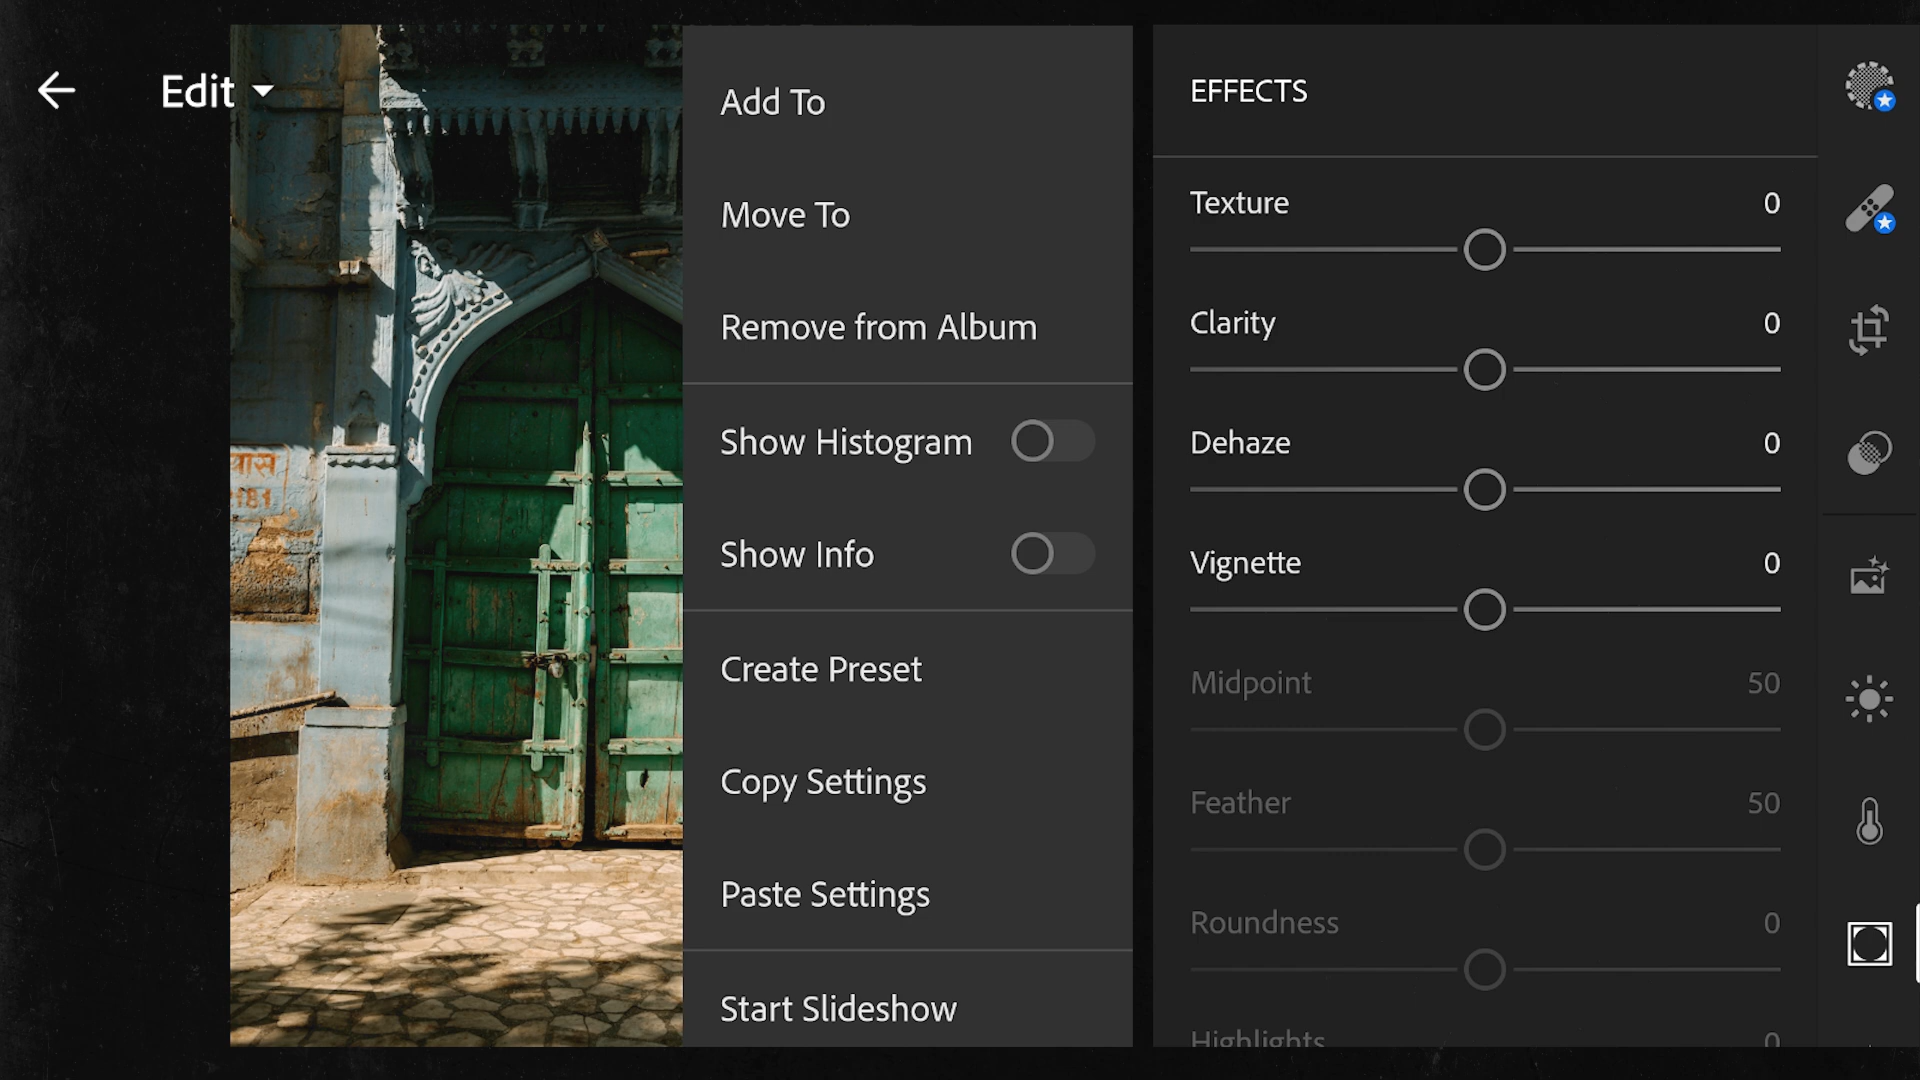 Edit
Add To
Move To
Remove from Album
Show Histogram
Show Info
Create Preset
Copy Settings
Paste Settings
Start Slideshow
EFFECTS
Texture 0
Clarity 0
Dehaze 0
Vignette 0
Midpoint 50
Feather 50
Roundness 0
Highlights 0